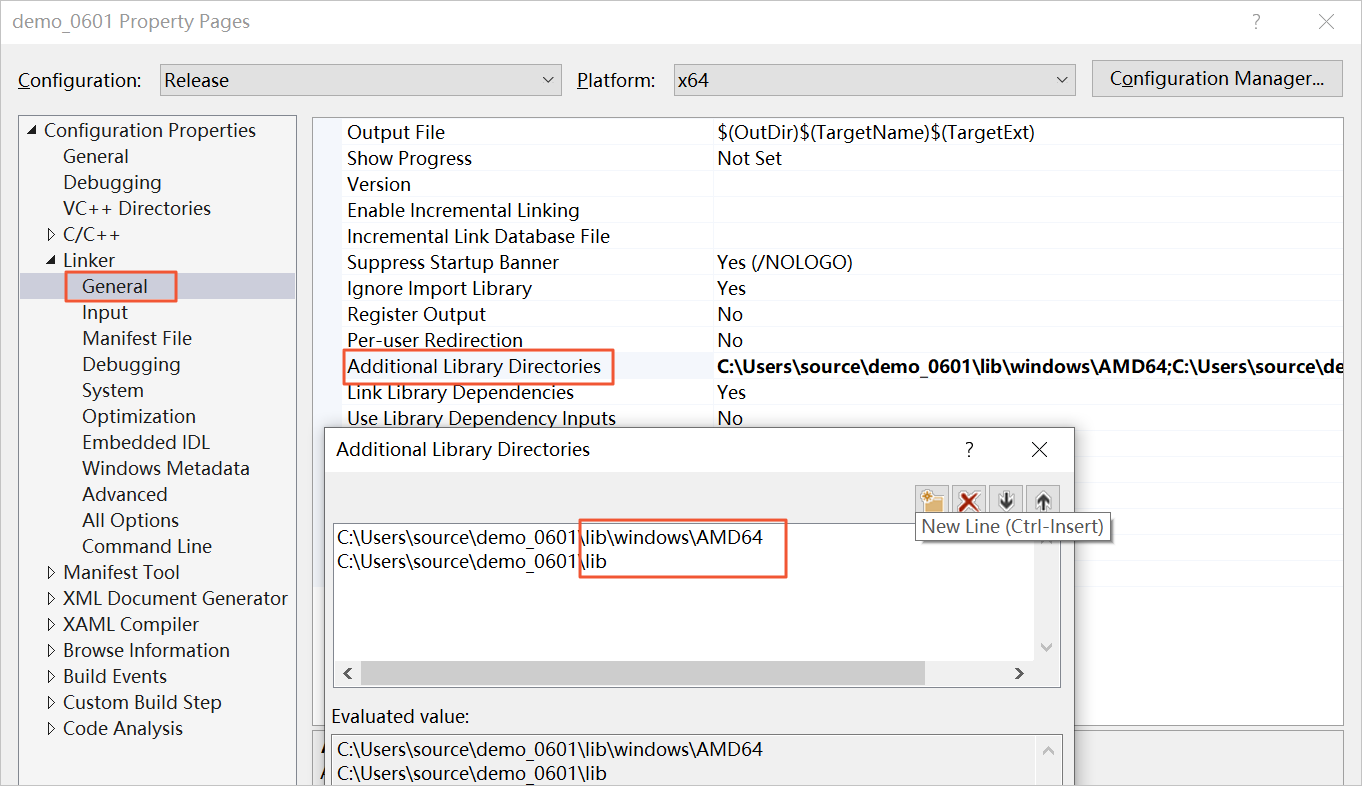 demo_0601 Property Pages
Configuration: Release Platform: x64 Configuration Manager...
Configuration Properties
General
Debugging
VC++ Directories
C/C++
Linker
General
Input
Manifest File
Debugging
System
Optimization
Embedded IDL
Windows Metadata
Advanced
All Options
Command Line
Manifest Tool
XML Document Generator
XAML Compiler
Browse Information
Build Events
Custom Build Step
Code Analysis
Output File $(OutDir)$(TargetName)$(TargetExt)
Show Progress Not Set
Version
Enable Incremental Linking
Incremental Link Database File
Suppress Startup Banner Yes (/NOLOGO)
Ignore Import Library Yes
Register Output No
Per-user Redirection No
Additional Library Directories C:\Users\source\demo_0601\lib\windows\AMD64;C:\Users\source\de
Link Library Dependencies Yes
Use Library Dependency Inputs No
Additional Library Directories ?
New Line (Ctrl-Insert)
C:\Users\source\demo_0601\lib\windows\AMD64
C:\Users\source\demo_0601\lib
Evaluated value:
C:\Users\source\demo_0601\lib\windows\AMD64
C:\Users\source\demo_0601\lib